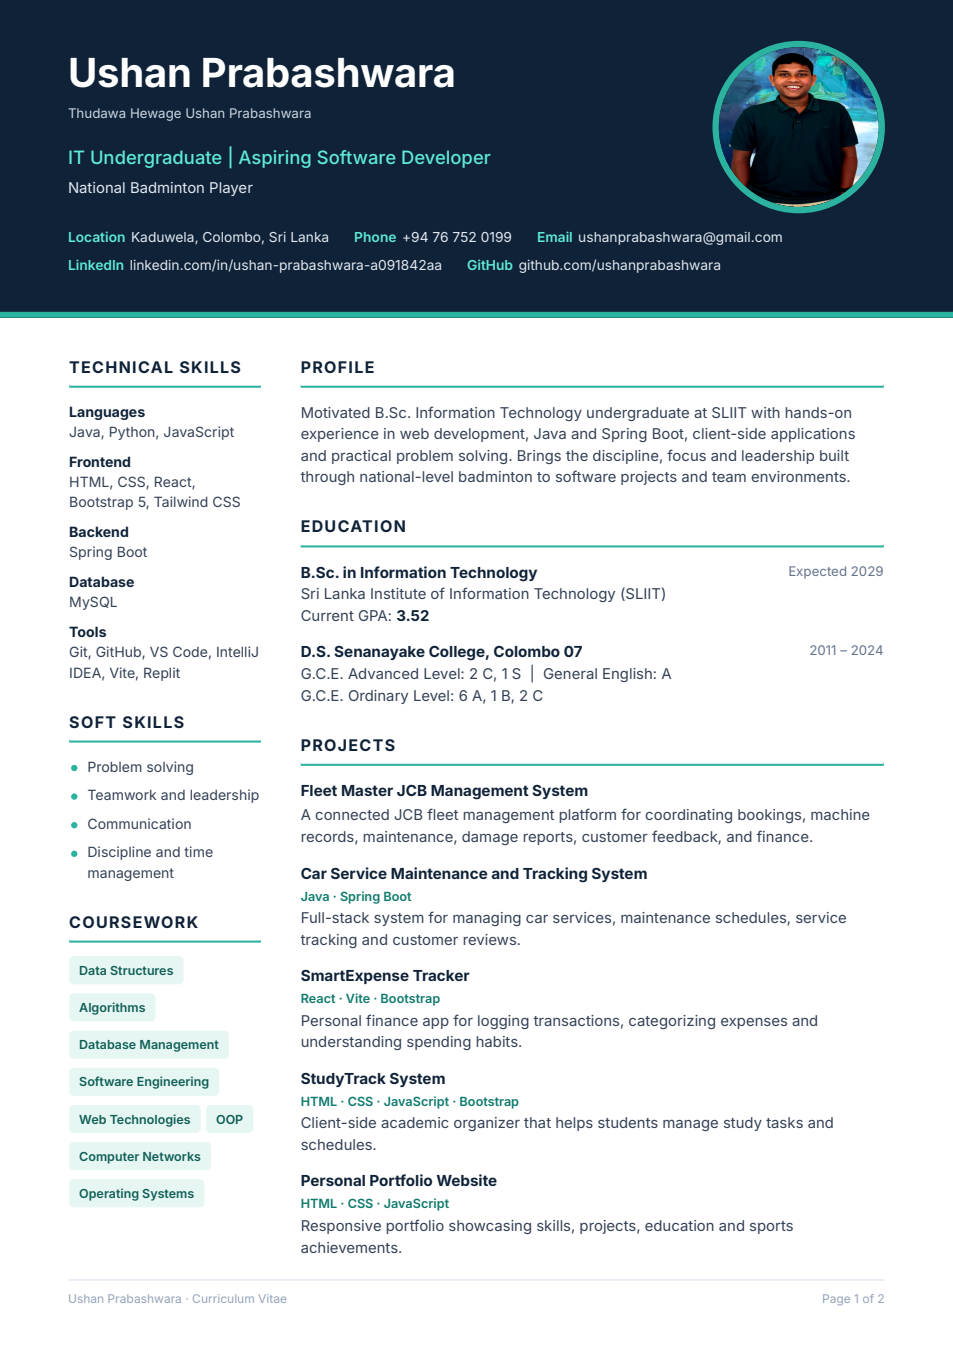 Ushan Prabashwara
Thudawa Hewage Ushan Prabashwara
IT Undergraduate | Aspiring Software Developer
National Badminton Player
Location Kaduwela, Colombo, Sri Lanka Phone +94 76 752 0199 Email ushanprabashwara@gmail.com
LinkedIn linkedin.com/in/ushan-prabashwara-a091842aa GitHub github.com/ushanprabashwara
TECHNICAL SKILLS
Languages
Java, Python, JavaScript
Frontend
HTML, CSS, React,
Bootstrap 5, Tailwind CSS
Backend
Spring Boot
Database
MySQL
Tools
Git, GitHub, VS Code, IntelliJ
IDEA, Vite, Replit
SOFT SKILLS
• Problem solving
• Teamwork and leadership
• Communication
• Discipline and time
management
COURSEWORK
Data Structures
Algorithms
Database Management
Software Engineering
Web Technologies OOP
Computer Networks
Operating Systems
PROFILE
Motivated B.Sc. Information Technology undergraduate at SLIIT with hands-on
experience in web development, Java and Spring Boot, client-side applications
and practical problem solving. Brings the discipline, focus and leadership built
through national-level badminton to software projects and team environments.
EDUCATION
B.Sc. in Information Technology Expected 2029
Sri Lanka Institute of Information Technology (SLIIT)
Current GPA: 3.52
D.S. Senanayake College, Colombo 07 2011 – 2024
G.C.E. Advanced Level: 2 C, 1 S | General English: A
G.C.E. Ordinary Level: 6 A, 1 B, 2 C
PROJECTS
Fleet Master JCB Management System
A connected JCB fleet management platform for coordinating bookings, machine
records, maintenance, damage reports, customer feedback, and finance.
Car Service Maintenance and Tracking System
Java · Spring Boot
Full-stack system for managing car services, maintenance schedules, service
tracking and customer reviews.
SmartExpense Tracker
React · Vite · Bootstrap
Personal finance app for logging transactions, categorizing expenses and
understanding spending habits.
StudyTrack System
HTML · CSS · JavaScript · Bootstrap
Client-side academic organizer that helps students manage study tasks and
schedules.
Personal Portfolio Website
HTML · CSS · JavaScript
Responsive portfolio showcasing skills, projects, education and sports
achievements.
Ushan Prabashwara · Curriculum Vitae Page 1 of 2